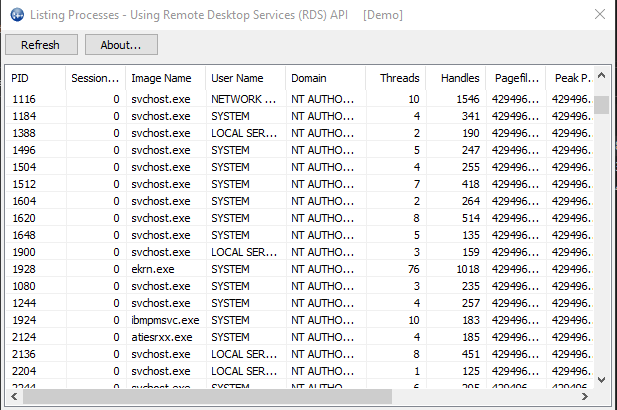 Listing Processes - Using Remote Desktop Services (RDS) API [Demo]
Refresh About...
PID Session... Image Name User Name Domain Threads Handles Pagefil... Peak P...
1116 0 svchost.exe NETWORK ... NT AUTHO... 10 1546 429496... 429496...
1184 0 svchost.exe SYSTEM NT AUTHO... 4 341 429496... 429496...
1388 0 svchost.exe LOCAL SER... NT AUTHO... 2 190 429496... 429496...
1496 0 svchost.exe SYSTEM NT AUTHO... 5 247 429496... 429496...
1504 0 svchost.exe SYSTEM NT AUTHO... 4 255 429496... 429496...
1512 0 svchost.exe SYSTEM NT AUTHO... 7 418 429496... 429496...
1604 0 svchost.exe SYSTEM NT AUTHO... 2 264 429496... 429496...
1620 0 svchost.exe SYSTEM NT AUTHO... 8 514 429496... 429496...
1648 0 svchost.exe SYSTEM NT AUTHO... 5 135 429496... 429496...
1900 0 svchost.exe LOCAL SER... NT AUTHO... 3 159 429496... 429496...
1928 0 ekrn.exe SYSTEM NT AUTHO... 76 1018 429496... 429496...
1080 0 svchost.exe SYSTEM NT AUTHO... 3 235 429496... 429496...
1244 0 svchost.exe SYSTEM NT AUTHO... 4 257 429496... 429496...
1924 0 ibmpmsvc.exe SYSTEM NT AUTHO... 10 183 429496... 429496...
2124 0 atiesrxx.exe SYSTEM NT AUTHO... 4 185 429496... 429496...
2136 0 svchost.exe LOCAL SER... NT AUTHO... 8 451 429496... 429496...
2204 0 svchost.exe LOCAL SER... NT AUTHO... 1 125 429496... 429496...